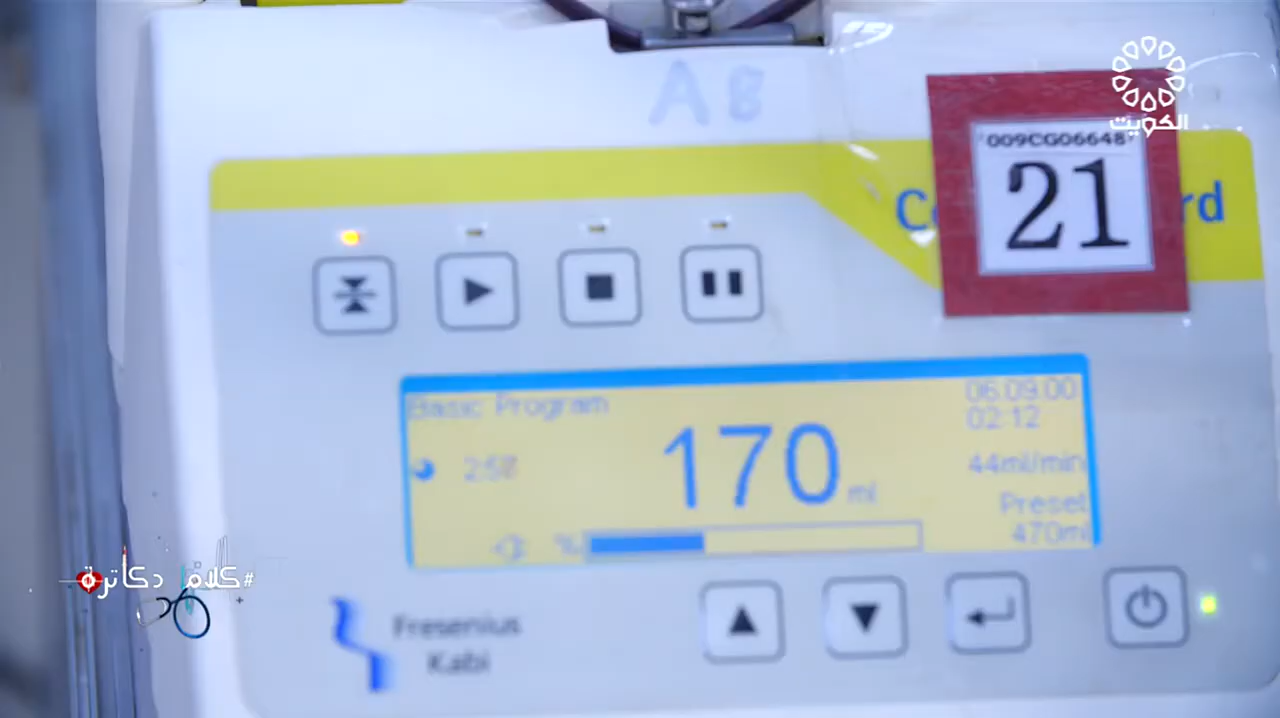 A8
الكويت
009CG06648
21
Basic Program
06.09.00
02:12
170 ml
44ml/min
Preset
470ml
%
#كلام دكاترة
Fresenius
Kabi